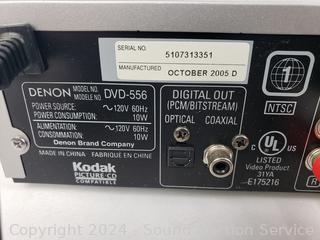 SERIAL NO. 5107313351
MANUFACTURED OCTOBER 2005 D
DENON MODEL NO. MODELE NO. DVD-556
POWER SOURCE: ~120V 60Hz
POWER CONSUMPTION: 10W
ALIMENTATION: ~120V 60Hz
CONSOMMATION: 10W
Denon Brand Company
MADE IN CHINA FABRIQUE EN CHINE
Kodak
PICTURE CD
COMPATIBLE
DIGITAL OUT
(PCM/BITSTREAM)
OPTICAL COAXIAL
1
NTSC
C UL US
LISTED
Video Product
31YA
E175216
R
Copyright 2024 - Sound Auction Service